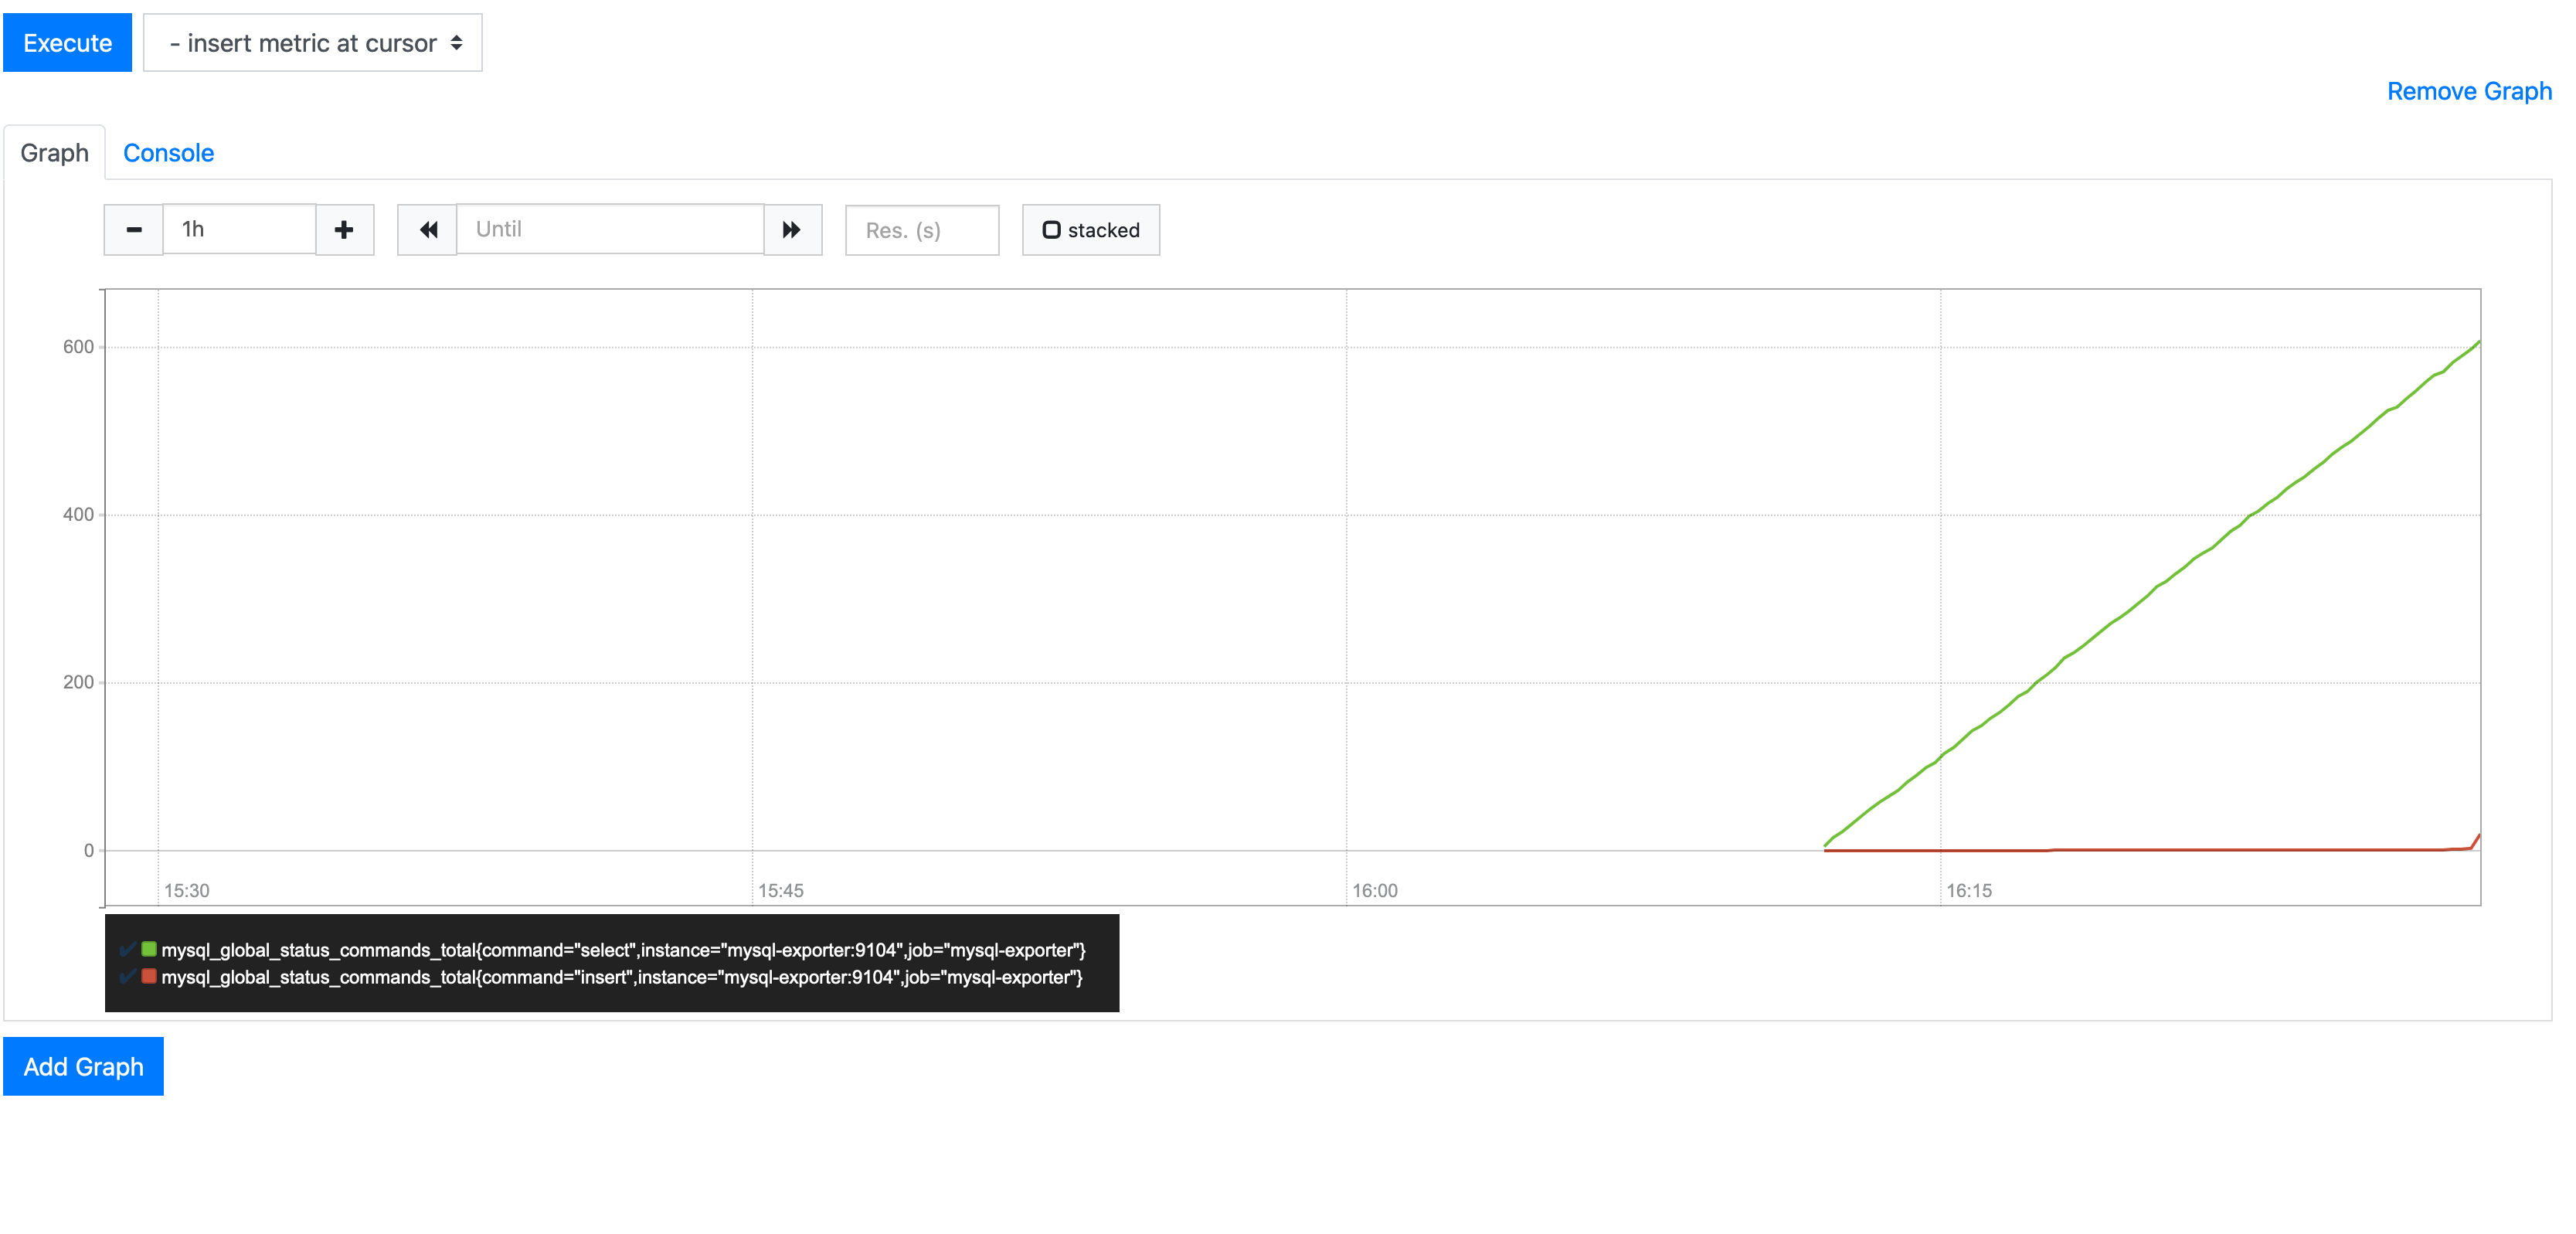 Execute
- insert metric at cursor
Remove Graph
Graph
Console
1h
Until
Res. (s)
stacked
600
400
200
0
15:30
15:45
16:00
16:15
mysql_global_status_commands_total{command="select",instance="mysql-exporter:9104",job="mysql-exporter"}
mysql_global_status_commands_total{command="insert",instance="mysql-exporter:9104",job="mysql-exporter"}
Add Graph